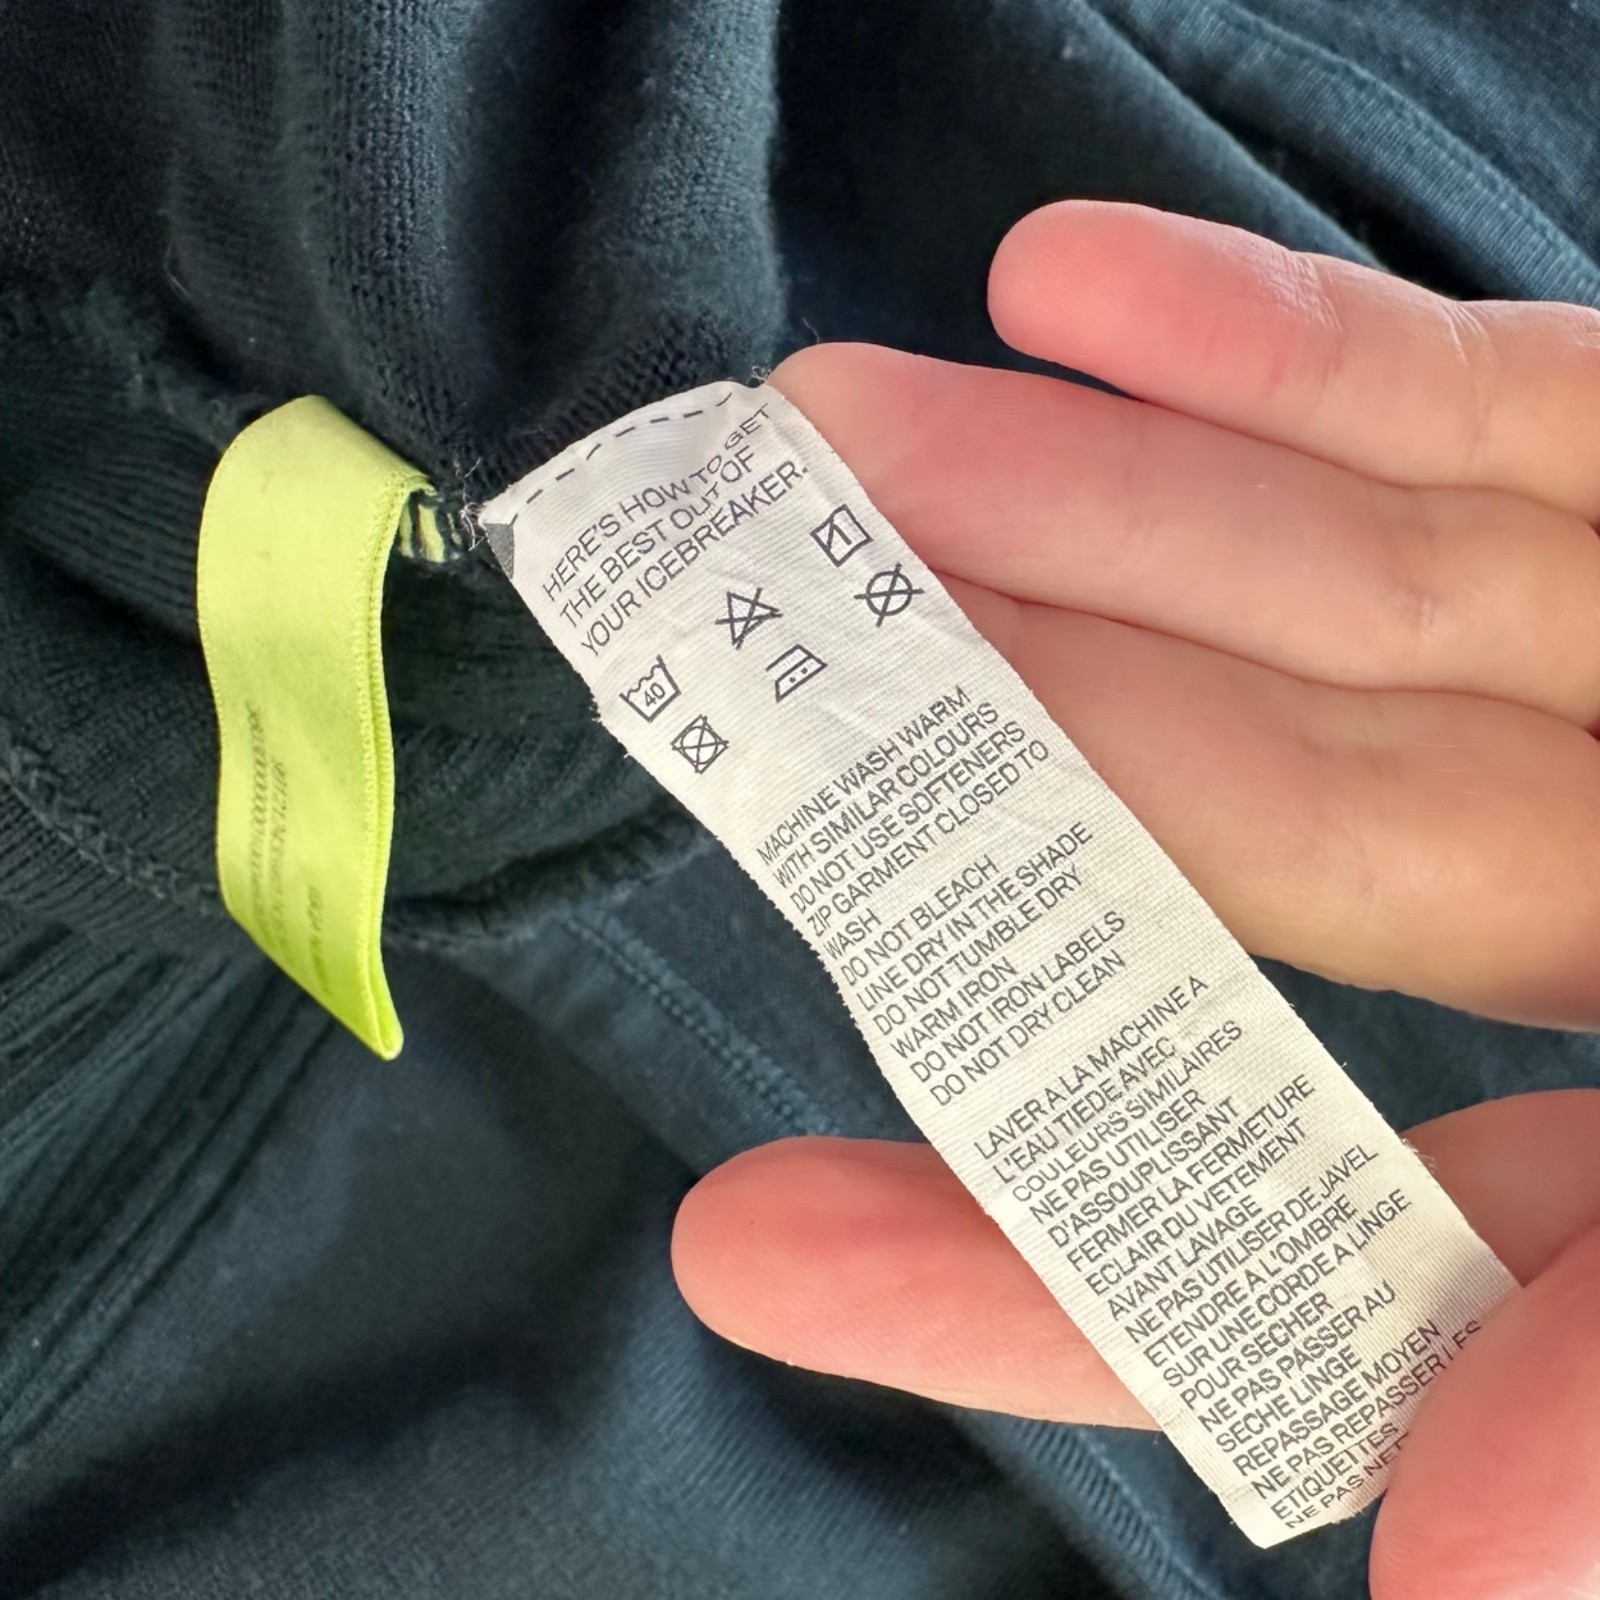 HERE'S HOW TO GET
THE BEST OUT OF
YOUR ICEBREAKER.
40
MACHINE WASH WARM
WITH SIMILAR COLOURS
DO NOT USE SOFTENERS
ZIP GARMENT CLOSED TO
WASH
DO NOT BLEACH
LINE DRY IN THE SHADE
DO NOT TUMBLE DRY
WARM IRON
DO NOT IRON LABELS
DO NOT DRY CLEAN
LAVER A LA MACHINE A
L'EAU TIEDE AVEC
COULEURS SIMILAIRES
NE PAS UTILISER
D'ASSOUPLISSANT
FERMER LA FERMETURE
ECLAIR DU VETEMENT
AVANT LAVAGE
NE PAS UTILISER DE JAVEL
ETENDRE A L'OMBRE
SUR UNE CORDE A LINGE
POUR SECHER
NE PAS PASSER AU
SECHE LINGE
REPASSAGE MOYEN
NE PAS REPASSER LES
ETIQUETTES
NE PAS